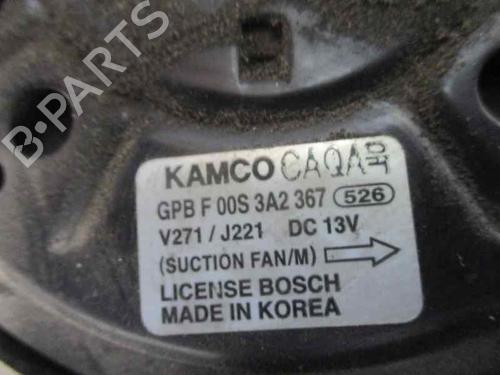 B-PARTS
KAMCO CAQA
GPB F 00S 3A2 367 526
V271 / J221 DC 13V
(SUCTION FAN/M)
LICENSE BOSCH
MADE IN KOREA